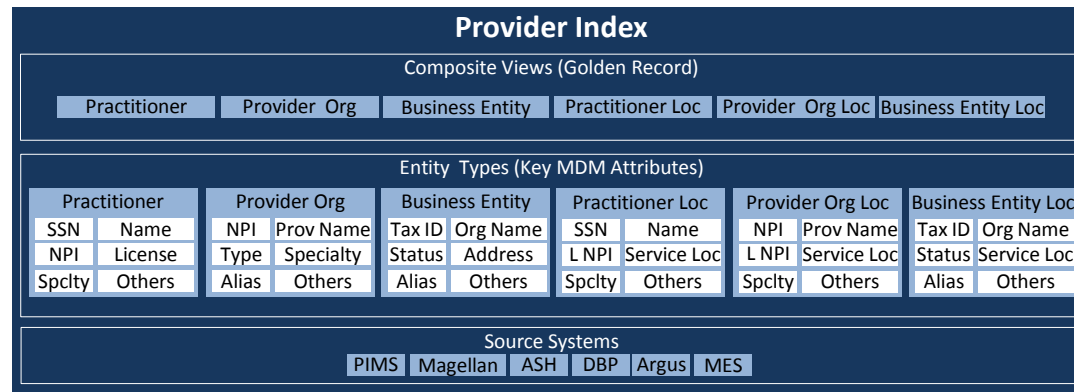 Provider Index
Composite Views (Golden Record)
Practitioner Provider Org Business Entity Practitioner Loc Provider Org Loc Business Entity Loc
Entity Types (Key MDM Attributes)
Practitioner Provider Org Business Entity Practitioner Loc Provider Org Loc Business Entity Loc
SSN Name NPI Prov Name Tax ID Org Name SSN Name NPI Prov Name Tax ID Org Name
NPI License Type Specialty Status Address L NPI Service Loc L NPI Service Loc Status Service Loc
Spclty Others Alias Others Alias Others Spclty Others Spclty Others Alias Others
Source Systems
PIMS Magellan ASH DBP Argus MES